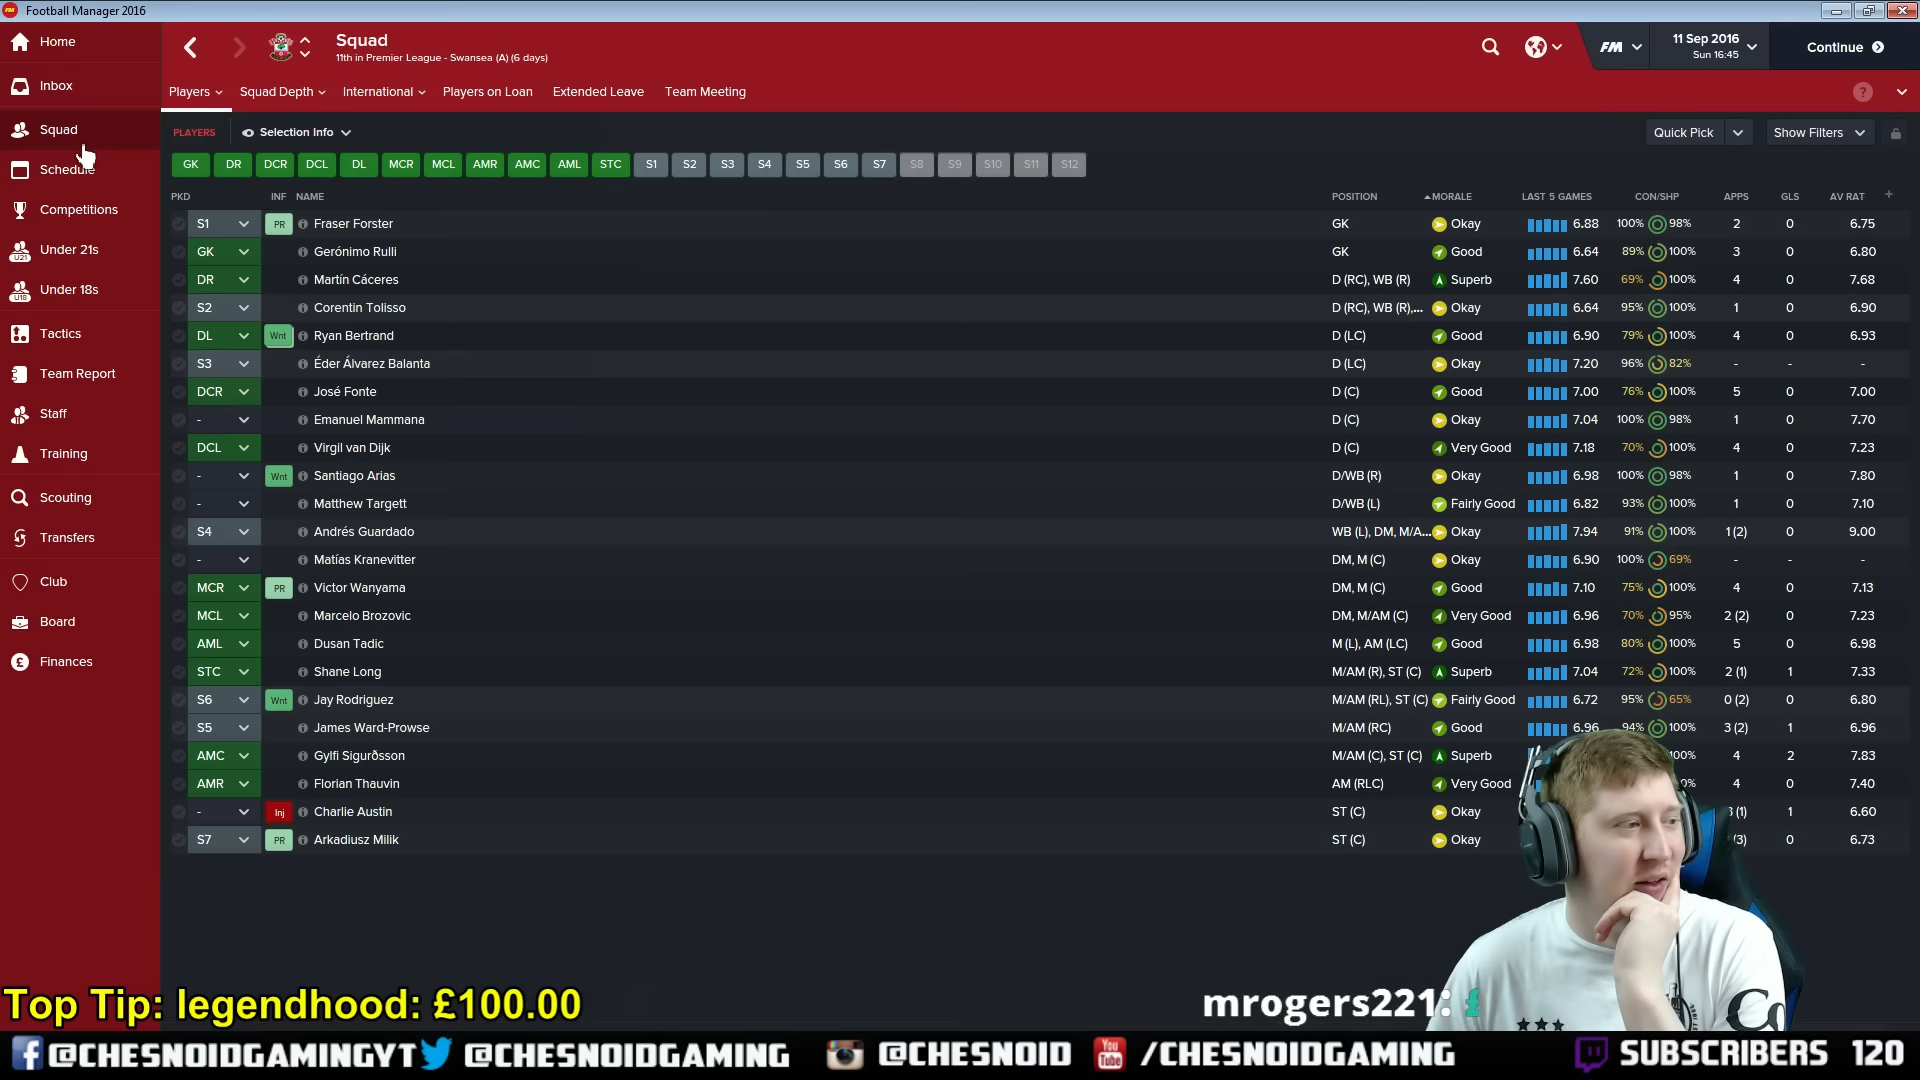 Football Manager 2016
Home
Inbox
Squad
Schedule
Competitions
Under 21s
Under 18s
Tactics
Team Report
Staff
Training
Scouting
Transfers
Club
Board
Finances
Squad
11th in Premier League - Swansea (A) (6 days)
FM
11 Sep 2016
Sun 16:45
Continue
Players Squad Depth International Players on Loan Extended Leave Team Meeting ?
PLAYERS Selection Info Quick Pick Show Filters
GK DR DCR DCL DL MCR MCL AMR AMC AML STC S1 S2 S3 S4 S5 S6 S7 S8 S9 S10 S11 S12
PKD INF NAME POSITION MORALE LAST 5 GAMES CON/SHP APPS GLS AV RAT +
S1 PR Fraser Forster GK Okay 6.88 100% 98% 2 0 6.75
GK Gerónimo Rulli GK Good 6.64 89% 100% 3 0 6.80
DR Martín Cáceres D (RC), WB (R) Superb 7.60 69% 100% 4 0 7.68
S2 Corentin Tolisso D (RC), WB (R),... Okay 6.64 95% 100% 1 0 6.90
DL Wnt Ryan Bertrand D (LC) Good 6.90 79% 100% 4 0 6.93
S3 Éder Álvarez Balanta D (LC) Okay 7.20 96% 82% - - -
DCR José Fonte D (C) Good 7.00 76% 100% 5 0 7.00
- Emanuel Mammana D (C) Okay 7.04 100% 98% 1 0 7.70
DCL Virgil van Dijk D (C) Very Good 7.18 70% 100% 4 0 7.23
- Wnt Santiago Arias D/WB (R) Okay 6.98 100% 98% 1 0 7.80
- Matthew Targett D/WB (L) Fairly Good 6.82 93% 100% 1 0 7.10
S4 Andrés Guardado WB (L), DM, M/A... Okay 7.94 91% 100% 1 (2) 0 9.00
- Matías Kranevitter DM, M (C) Okay 6.90 100% 69% - - -
MCR PR Victor Wanyama DM, M (C) Good 7.10 75% 100% 4 0 7.13
MCL Marcelo Brozovic DM, M/AM (C) Very Good 6.96 70% 95% 2 (2) 0 7.23
AML Dusan Tadic M (L), AM (LC) Good 6.98 80% 100% 5 0 6.98
STC Shane Long M/AM (R), ST (C) Superb 7.04 72% 100% 2 (1) 1 7.33
S6 Wnt Jay Rodriguez M/AM (RL), ST (C) Fairly Good 6.72 95% 65% 0 (2) 0 6.80
S5 James Ward-Prowse M/AM (RC) Good 6.96 94% 100% 3 (2) 1 6.96
AMC Gylfi Sigurðsson M/AM (C), ST (C) Superb 4 2 7.83
AMR Florian Thauvin AM (RLC) Very Good 4 0 7.40
- Inj Charlie Austin ST (C) Okay (1) 1 6.60
S7 PR Arkadiusz Milik ST (C) Okay (3) 0 6.73
Top Tip: legendhood: £100.00
mrogers221: £
@CHESNOIDGAMINGYT @CHESNOIDGAMING @CHESNOID You Tube /CHESNOIDGAMING SUBSCRIBERS 120